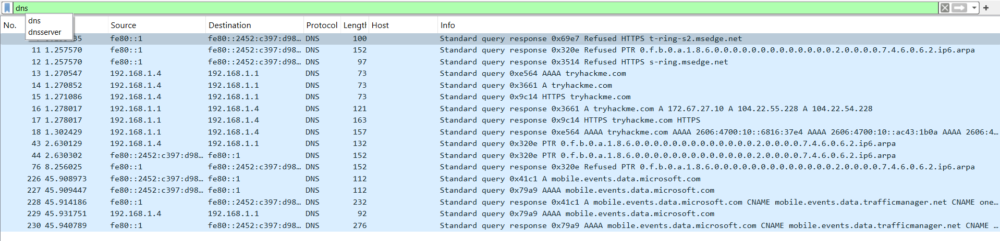 dns
dns
dnsserver
No. Source Destination Protocol Length Host Info
fe80::1 fe80::2452:c397:d98… DNS 100 Standard query response 0x69e7 Refused HTTPS t-ring-s2.msedge.net
11 1.257570 fe80::1 fe80::2452:c397:d98… DNS 152 Standard query response 0x320e Refused PTR 0.f.b.0.a.1.8.6.0.0.0.0.0.0.0.0.0.0.0.0.0.2.0.0.0.0.7.4.6.0.6.2.ip6.arpa
12 1.257570 fe80::1 fe80::2452:c397:d98… DNS 97 Standard query response 0x3514 Refused HTTPS s-ring.msedge.net
13 1.270547 192.168.1.4 192.168.1.1 DNS 73 Standard query 0xe564 AAAA tryhackme.com
14 1.270852 192.168.1.4 192.168.1.1 DNS 73 Standard query 0x3661 A tryhackme.com
15 1.271086 192.168.1.4 192.168.1.1 DNS 73 Standard query 0x9c14 HTTPS tryhackme.com
16 1.278017 192.168.1.1 192.168.1.4 DNS 121 Standard query response 0x3661 A tryhackme.com A 172.67.27.10 A 104.22.55.228 A 104.22.54.228
17 1.278017 192.168.1.1 192.168.1.4 DNS 163 Standard query response 0x9c14 HTTPS tryhackme.com HTTPS
18 1.302429 192.168.1.1 192.168.1.4 DNS 157 Standard query response 0xe564 AAAA tryhackme.com AAAA 2606:4700:10::6816:37e4 AAAA 2606:4700:10::ac43:1b0a AAAA 2606:4…
43 2.630129 192.168.1.4 192.168.1.1 DNS 132 Standard query 0x320e PTR 0.f.b.0.a.1.8.6.0.0.0.0.0.0.0.0.0.0.0.0.0.2.0.0.0.0.7.4.6.0.6.2.ip6.arpa
44 2.630302 fe80::2452:c397:d98… fe80::1 DNS 152 Standard query 0x320e PTR 0.f.b.0.a.1.8.6.0.0.0.0.0.0.0.0.0.0.0.0.0.2.0.0.0.0.7.4.6.0.6.2.ip6.arpa
76 8.256025 fe80::1 fe80::2452:c397:d98… DNS 152 Standard query response 0x320e Refused PTR 0.f.b.0.a.1.8.6.0.0.0.0.0.0.0.0.0.0.0.0.0.2.0.0.0.0.7.4.6.0.6.2.ip6.arpa
226 45.908973 fe80::2452:c397:d98… fe80::1 DNS 112 Standard query 0x41c1 A mobile.events.data.microsoft.com
227 45.909447 fe80::2452:c397:d98… fe80::1 DNS 112 Standard query 0x79a9 AAAA mobile.events.data.microsoft.com
228 45.914186 fe80::1 fe80::2452:c397:d98… DNS 232 Standard query response 0x41c1 A mobile.events.data.microsoft.com CNAME mobile.events.data.trafficmanager.net CNAME one…
229 45.931751 192.168.1.4 192.168.1.1 DNS 92 Standard query 0x79a9 AAAA mobile.events.data.microsoft.com
230 45.940789 fe80::1 fe80::2452:c397:d98… DNS 276 Standard query response 0x79a9 AAAA mobile.events.data.microsoft.com CNAME mobile.events.data.trafficmanager.net CNAME …